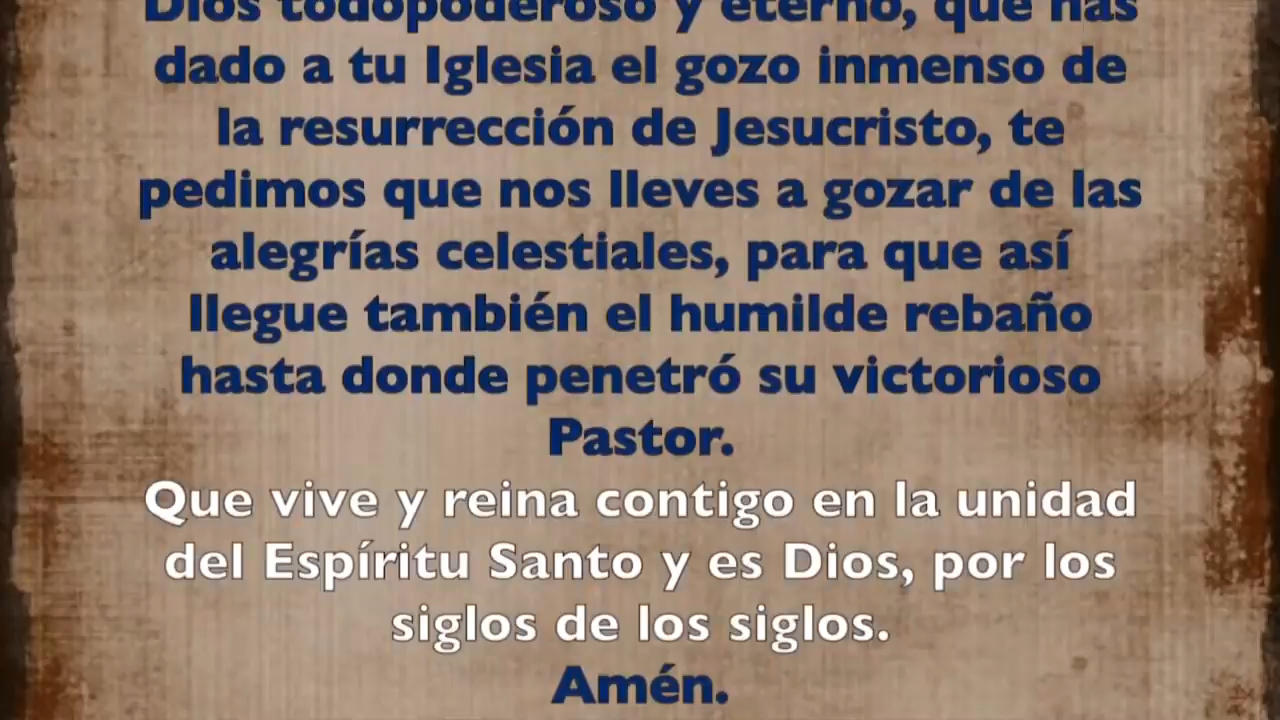 Dios todopoderoso y eterno, que has
dado a tu Iglesia el gozo inmenso de
la resurrección de Jesucristo, te
pedimos que nos lleves a gozar de las
alegrías celestiales, para que así
llegue también el humilde rebaño
hasta donde penetró su victorioso
Pastor.
Que vive y reina contigo en la unidad
del Espíritu Santo y es Dios, por los
siglos de los siglos.
Amén.